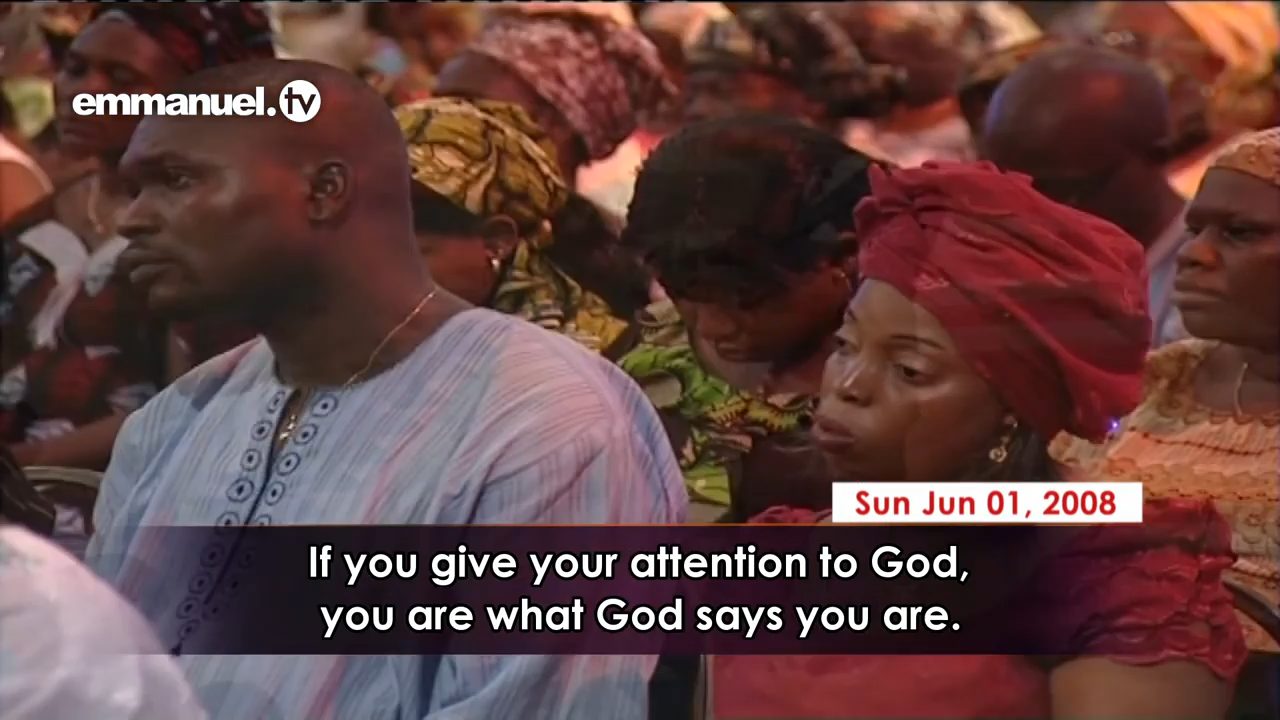 emmanuel.tv
Sun Jun 01, 2008
If you give your attention to God,
you are what God says you are.